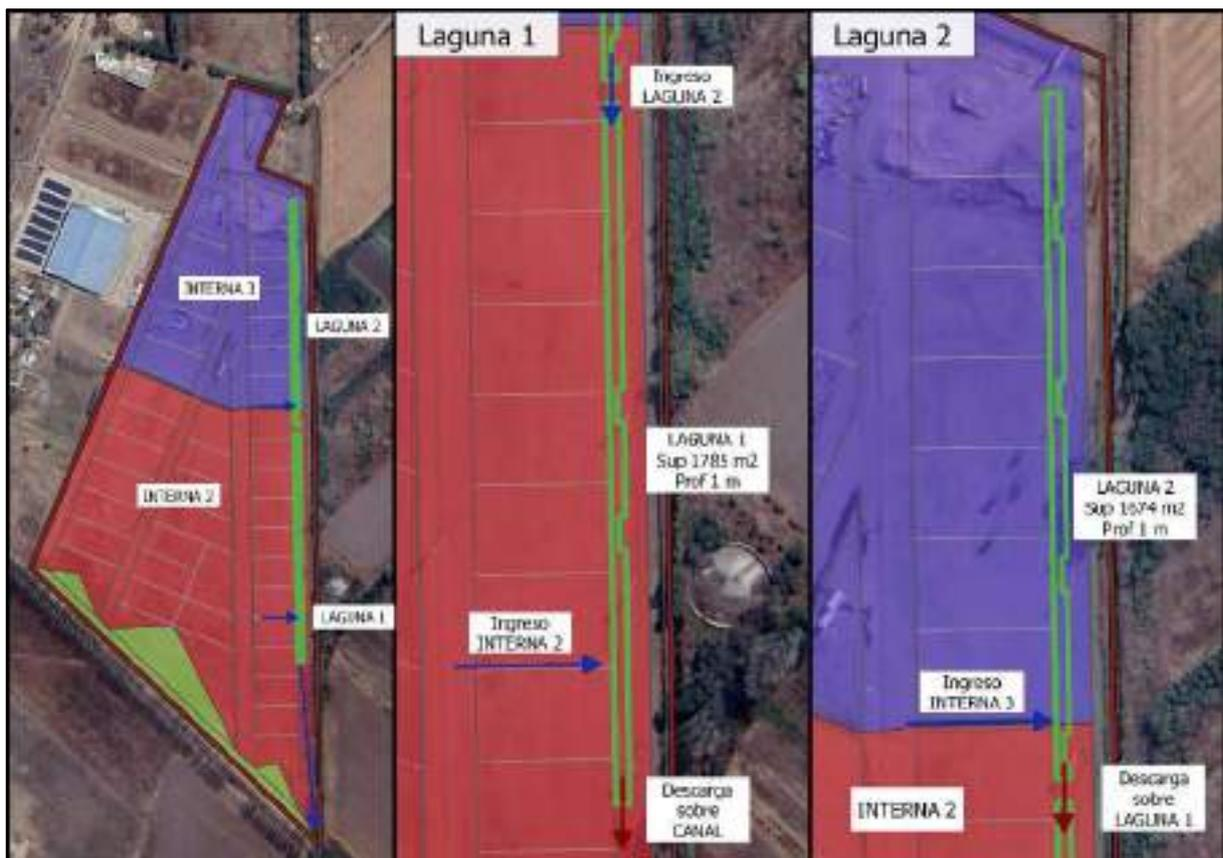 INTERNA 3
LAGUNA 2
INTERNA 2
LAGUNA 1
Laguna 1
Ingreso
LAGUNA 2
LAGUNA 1
Sup 1785 m2
Prof 1 m
Ingreso
INTERNA 2
Descarga
sobre
CANAL
Laguna 2
LAGUNA 2
Sup 1674 m2
Prof 1 m
Ingreso
INTERNA 3
INTERNA 2
Descarga
sobre
LAGUNA 1